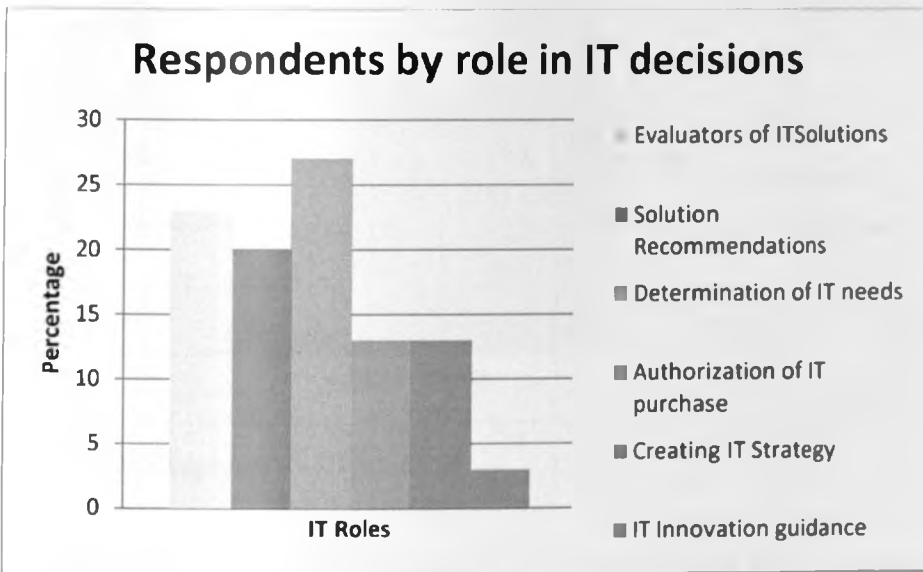 Respondents by role in IT decisions
30
25
20
15
10
5
0
Percentage
IT Roles
Evaluators of ITSolutions
Solution
Recommendations
Determination of IT needs
Authorization of IT
purchase
Creating IT Strategy
IT Innovation guidance